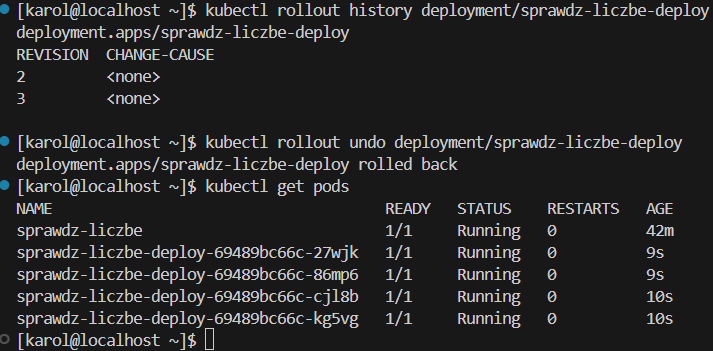 [karol@localhost ~]$ kubectl rollout history deployment/sprawdz-liczbe-deploy
deployment.apps/sprawdz-liczbe-deploy
REVISION  CHANGE-CAUSE
2         <none>
3         <none>

[karol@localhost ~]$ kubectl rollout undo deployment/sprawdz-liczbe-deploy
deployment.apps/sprawdz-liczbe-deploy rolled back
[karol@localhost ~]$ kubectl get pods
NAME                                     READY   STATUS    RESTARTS   AGE
sprawdz-liczbe                           1/1     Running   0          42m
sprawdz-liczbe-deploy-69489bc66c-27wjk   1/1     Running   0          9s
sprawdz-liczbe-deploy-69489bc66c-86mp6   1/1     Running   0          9s
sprawdz-liczbe-deploy-69489bc66c-cjl8b   1/1     Running   0          10s
sprawdz-liczbe-deploy-69489bc66c-kg5vg   1/1     Running   0          10s
[karol@localhost ~]$